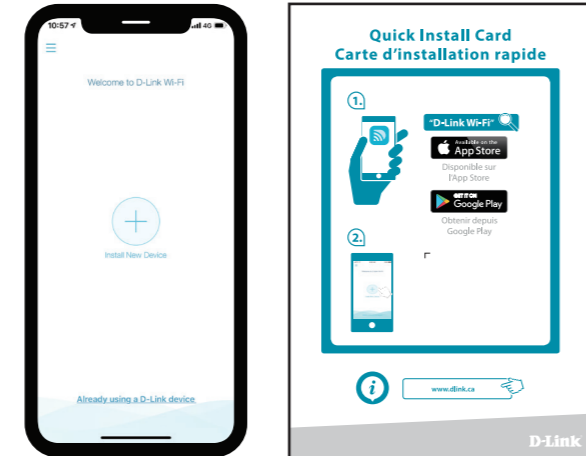 10:57
4G
Welcome to D-Link Wi-Fi
Install New Device
Already using a D-Link device
Quick Install Card
Carte d'installation rapide
1.
"D-Link Wi-Fi"
Available on the
App Store
Disponible sur
l'App Store
GET IT ON
Google Play
Obtenir depuis
Google Play
2.
i
www.dlink.ca
D-Link